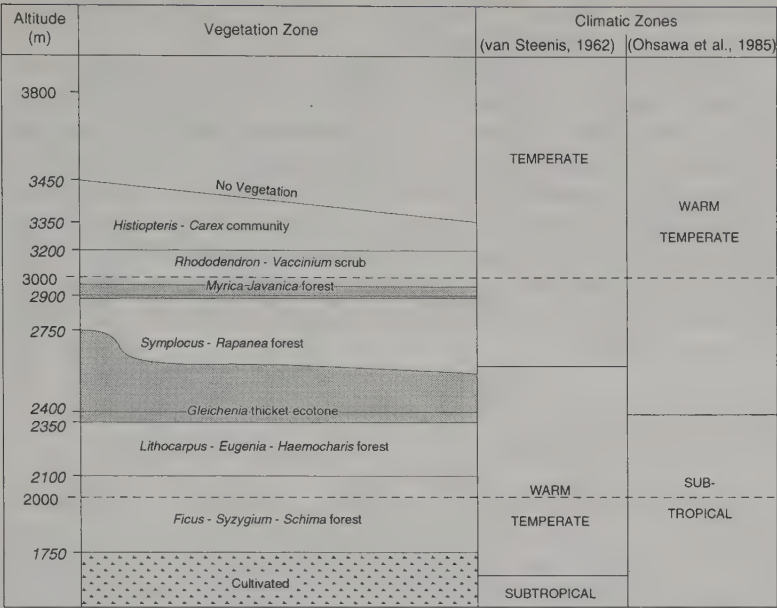 Altitude
(m)
Vegetation Zone
Climatic Zones
(van Steenis, 1962)
(Ohsawa et al., 1985)
3800
TEMPERATE
3450
No Vegetation
WARM
3350
Histiopteris - Carex community
TEMPERATE
3200
Rhododendron - Vaccinium scrub
3000
Myrica Javanica forest
2900
2750
Symplocus - Rapanea forest
2400
Gleichenia thicket ecotone
2350
Lithocarpus - Eugenia - Haemocharis forest
2100
SUB-
WARM
2000
Ficus - Syzygium - Schima forest
TEMPERATE
TROPICAL
1750
Cultivated
SUBTROPICAL